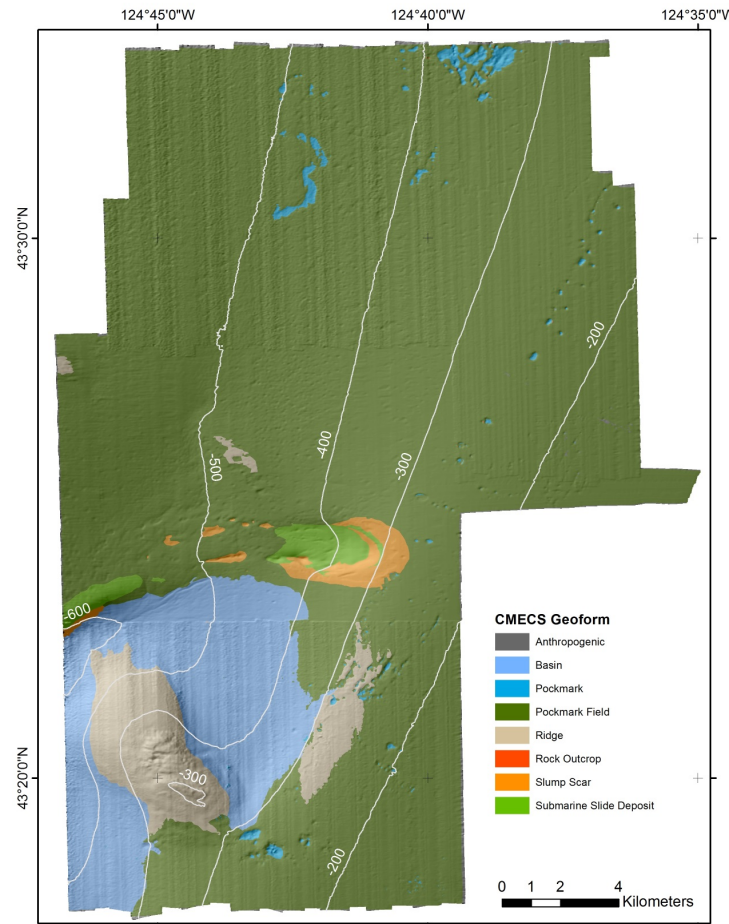 124°45'0"W
124°40'0"W
124°35'0"W
43°30'0"N
-200
-500
-400
-300
-600
43°20'0"N
-300
-200
CMECS Geoform
Anthropogenic
Basin
Pockmark
Pockmark Field
Ridge
Rock Outcrop
Slump Scar
Submarine Slide Deposit
0 1 2 4
Kilometers